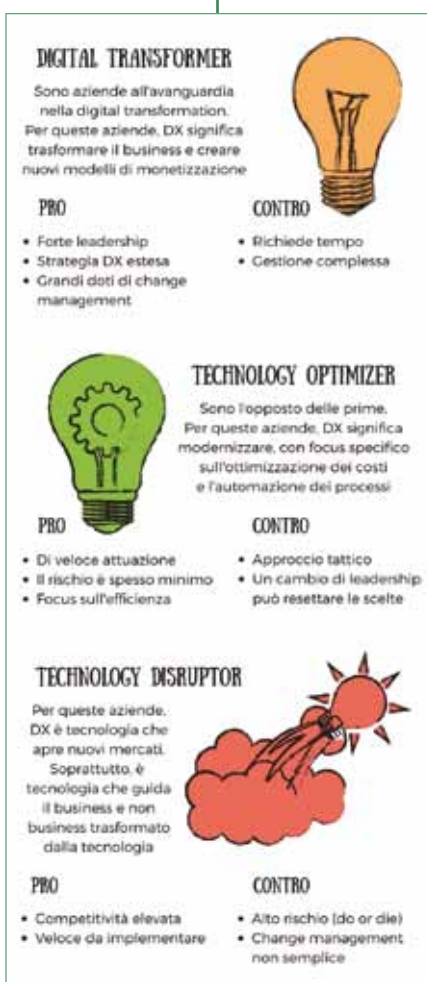 DIGITAL TRANSFORMER
Sono aziende all'avanguardia
nella digital transformation.
Per queste aziende, DX significa
trasformare il business e creare
nuovi modelli di monetizzazione
PRO
• Forte leadership
• Strategia DX estesa
• Grandi doti di change
management
CONTRO
• Richiede tempo
• Gestione complessa
TECHNOLOGY OPTIMIZER
Sono l'opposto delle prime.
Per queste aziende, DX significa
modernizzare, con focus specifico
sull'ottimizzazione dei costi
e l'automazione dei processi
PRO
• Di veloce attuazione
• Il rischio è spesso minimo
• Focus sull'efficienza
CONTRO
• Approccio tattico
• Un cambio di leadership
può resettare le scelte
TECHNOLOGY DISRUPTOR
Per queste aziende,
DX è tecnologia che
apre nuovi mercati.
Soprattutto, è
tecnologia che guida
il business e non
business trasformato
dalla tecnologia
PRO
• Competitività elevata
• Veloce da implementare
CONTRO
• Alto rischio (do or die)
• Change management
non semplice